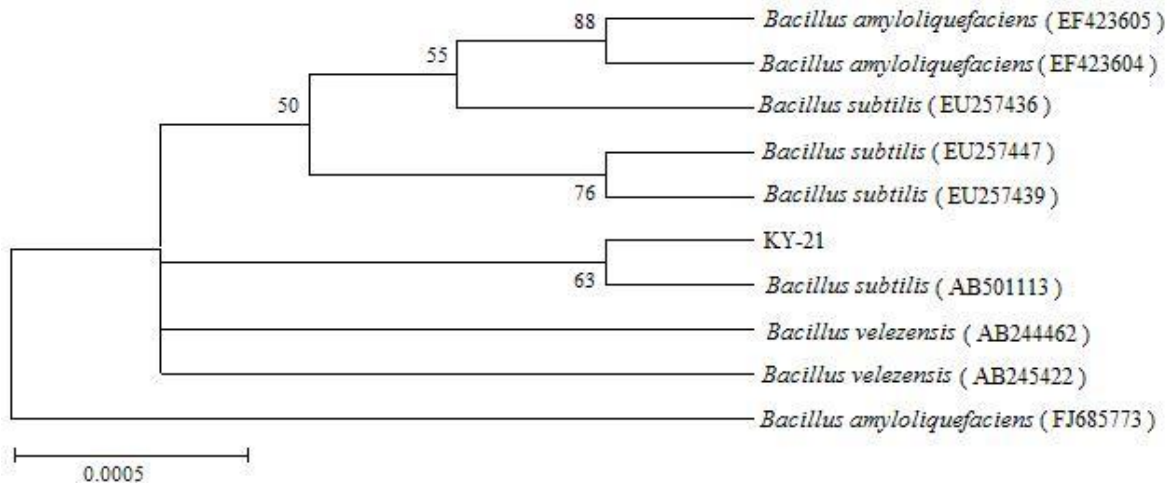 88
Bacillus amyloliquefaciens ( EF423605 )
55
Bacillus amyloliquefaciens ( EF423604 )
50
Bacillus subtilis ( EU257436 )
Bacillus subtilis ( EU257447 )
76
Bacillus subtilis ( EU257439 )
KY-21
63
Bacillus subtilis ( AB501113 )
Bacillus velezensis ( AB244462 )
Bacillus velezensis ( AB245422 )
Bacillus amyloliquefaciens ( FJ685773 )
0.0005